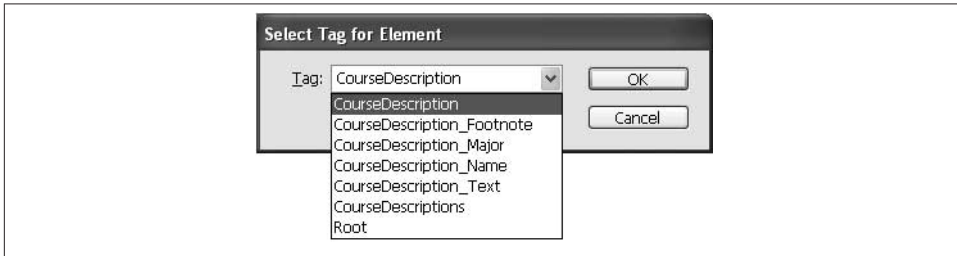 Select Tag for Element
Tag: CourseDescription
OK
CourseDescription
CourseDescription_Footnote
Cancel
CourseDescription_Major
CourseDescription_Name
CourseDescription_Text
CourseDescriptions
Root